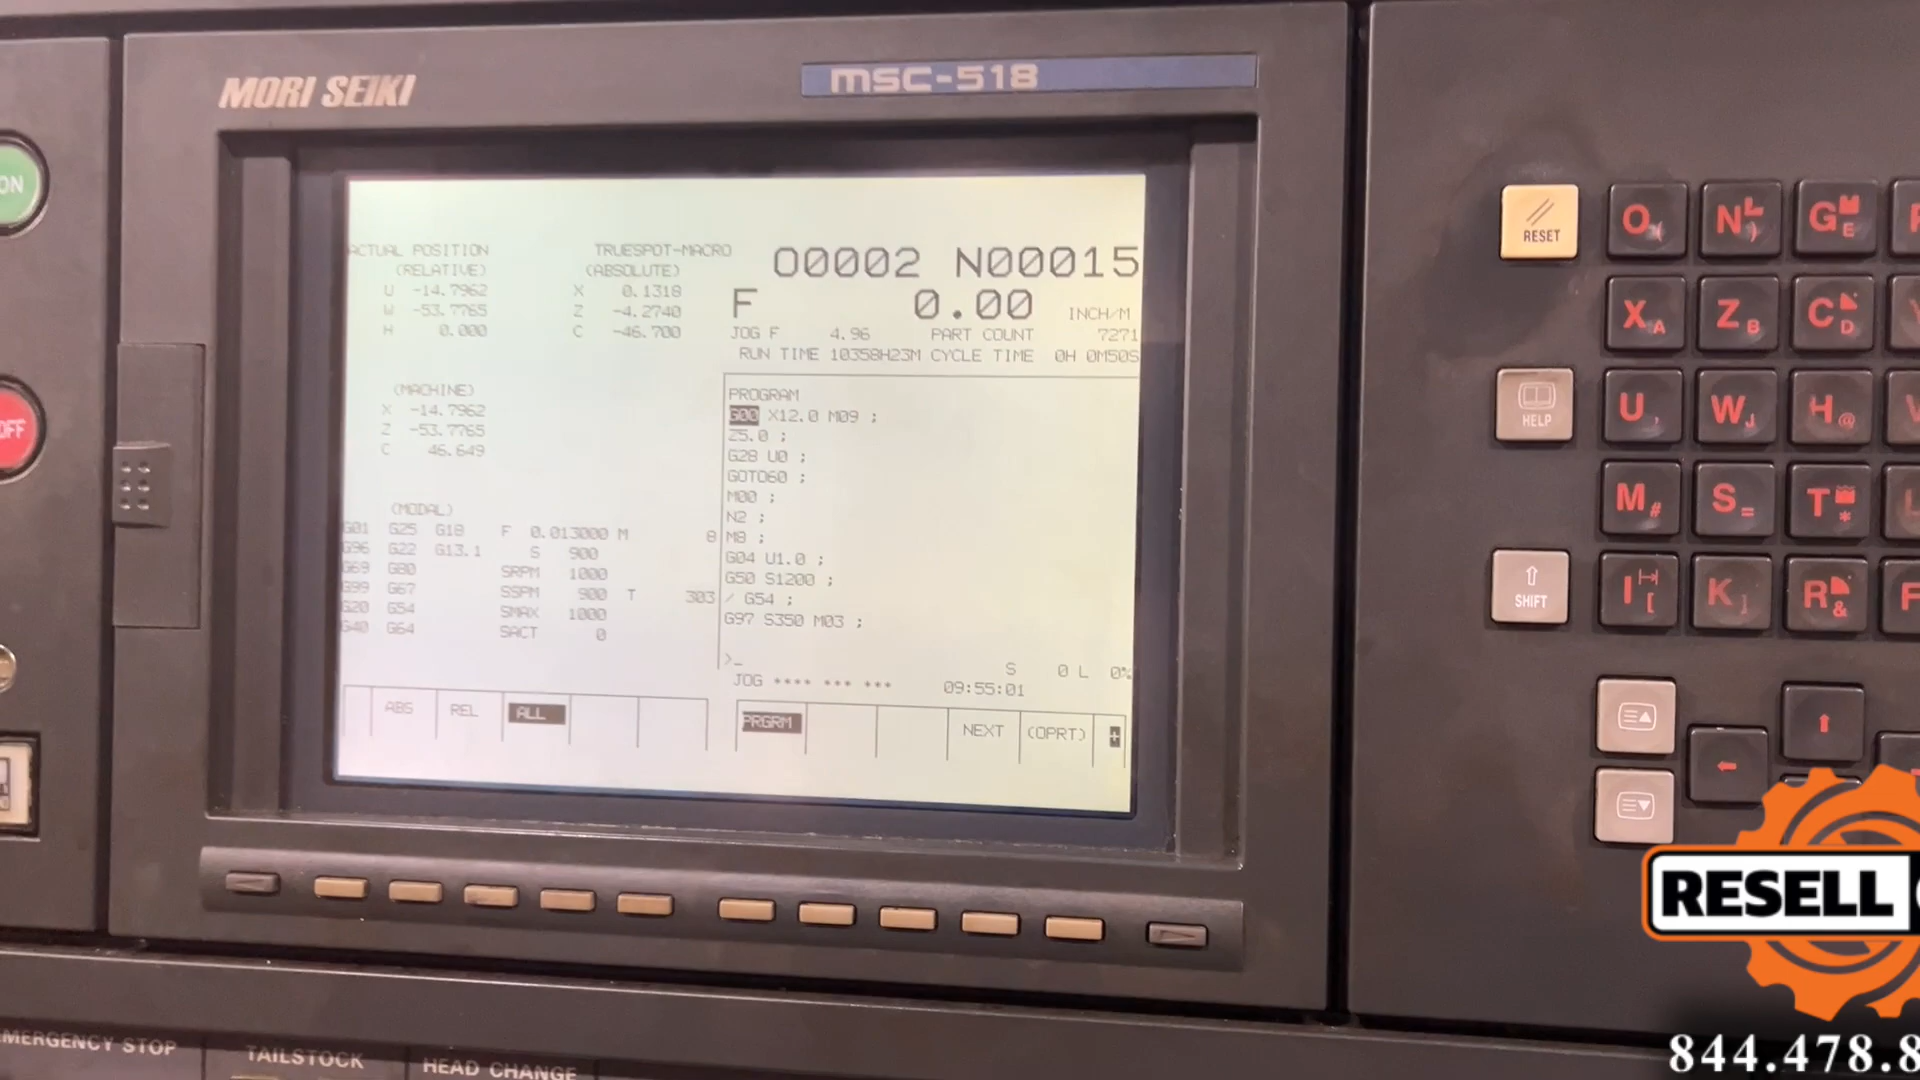 MORI SEIKI
MSC-518
ON
OFF
ACTUAL POSITION
(RELATIVE)
U -14.7962
W -53.7765
H 0.000
TRUESPOT-MACRO
(ABSOLUTE)
X 0.1318
Z -4.2740
C -46.700
(MACHINE)
X -14.7962
Z -53.7765
C 46.649
(MODAL)
G01 G25 G18 F 0.013000 M 8
G96 G22 G13.1 S 900
G69 G80 SRPM 1000
G99 G67 SSPM 900 T 303
G20 G54 SMAX 1000
G40 G64 SACT 0
O0002 N00015
F 0.00 INCH/M
JOG F 4.96 PART COUNT 7271
RUN TIME 10358H23M CYCLE TIME 0H 0M50S
PROGRAM
G00 X12.0 M09 ;
Z5.0 ;
G28 U0 ;
GOTO60 ;
M00 ;
N2 ;
M8 ;
G04 U1.0 ;
G50 S1200 ;
/ G54 ;
G97 S350 M03 ;
>_
S 0 L 0%
JOG **** *** *** 09:55:01
ABS REL ALL
PRGRM NEXT (OPRT) +
RESET
O (
N L )
G E
X A
Z B
C D
HELP
U ,
W J
H @
M #
S =
T *
SHIFT
I [
K ]
R &
F
EMERGENCY STOP
TAILSTOCK
HEAD CHANGE
RESELL
844.478.8